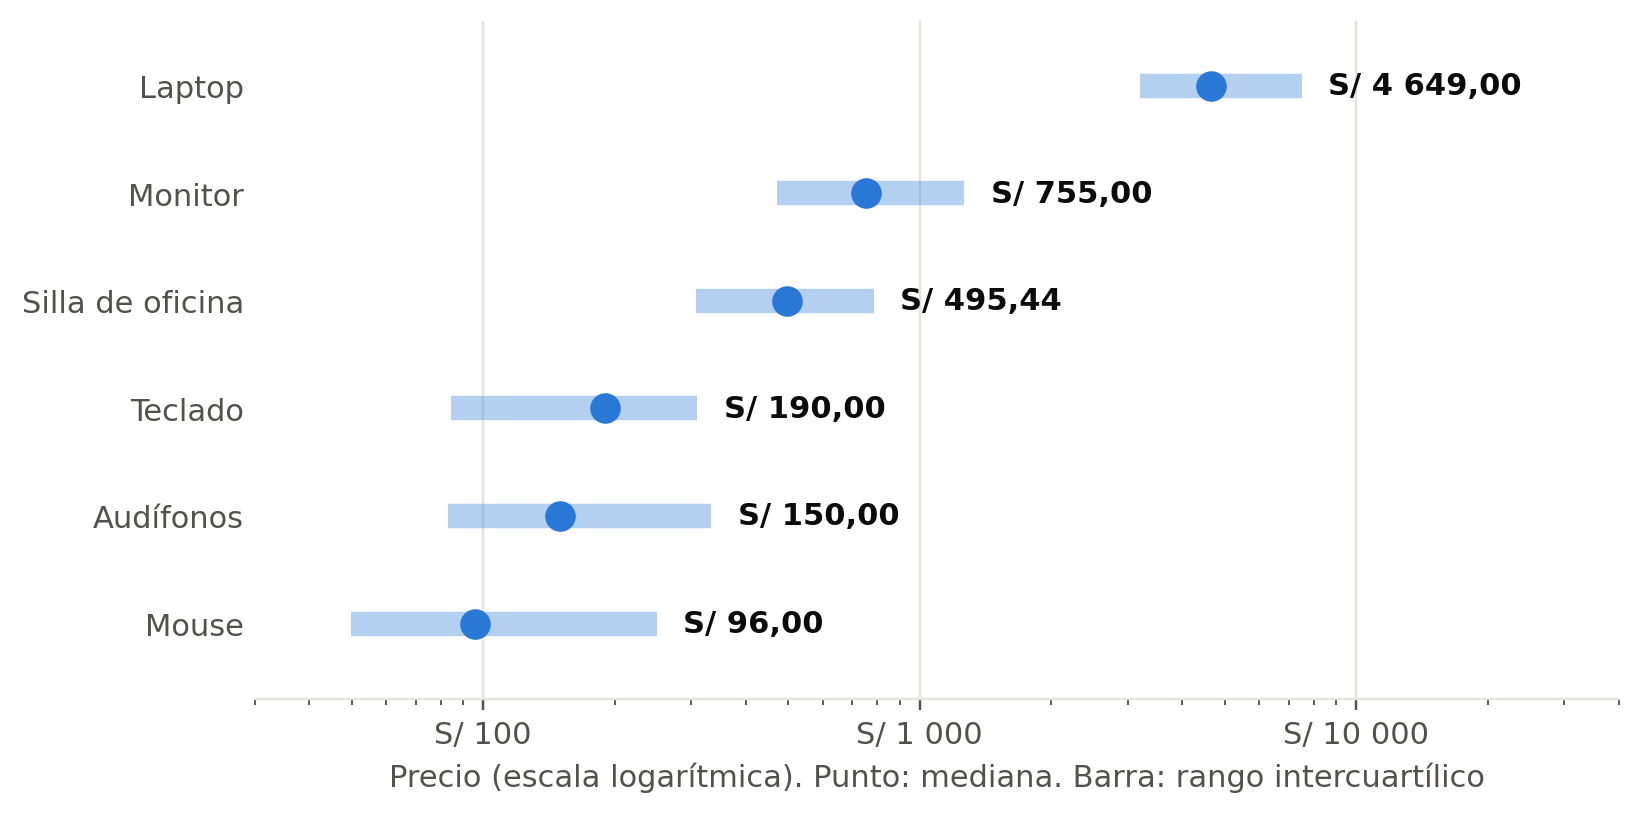 Laptop S/ 4 649,00
Monitor S/ 755,00
Silla de oficina S/ 495,44
Teclado S/ 190,00
Audífonos S/ 150,00
Mouse S/ 96,00
S/ 100 S/ 1 000 S/ 10 000
Precio (escala logarítmica). Punto: mediana. Barra: rango intercuartílico